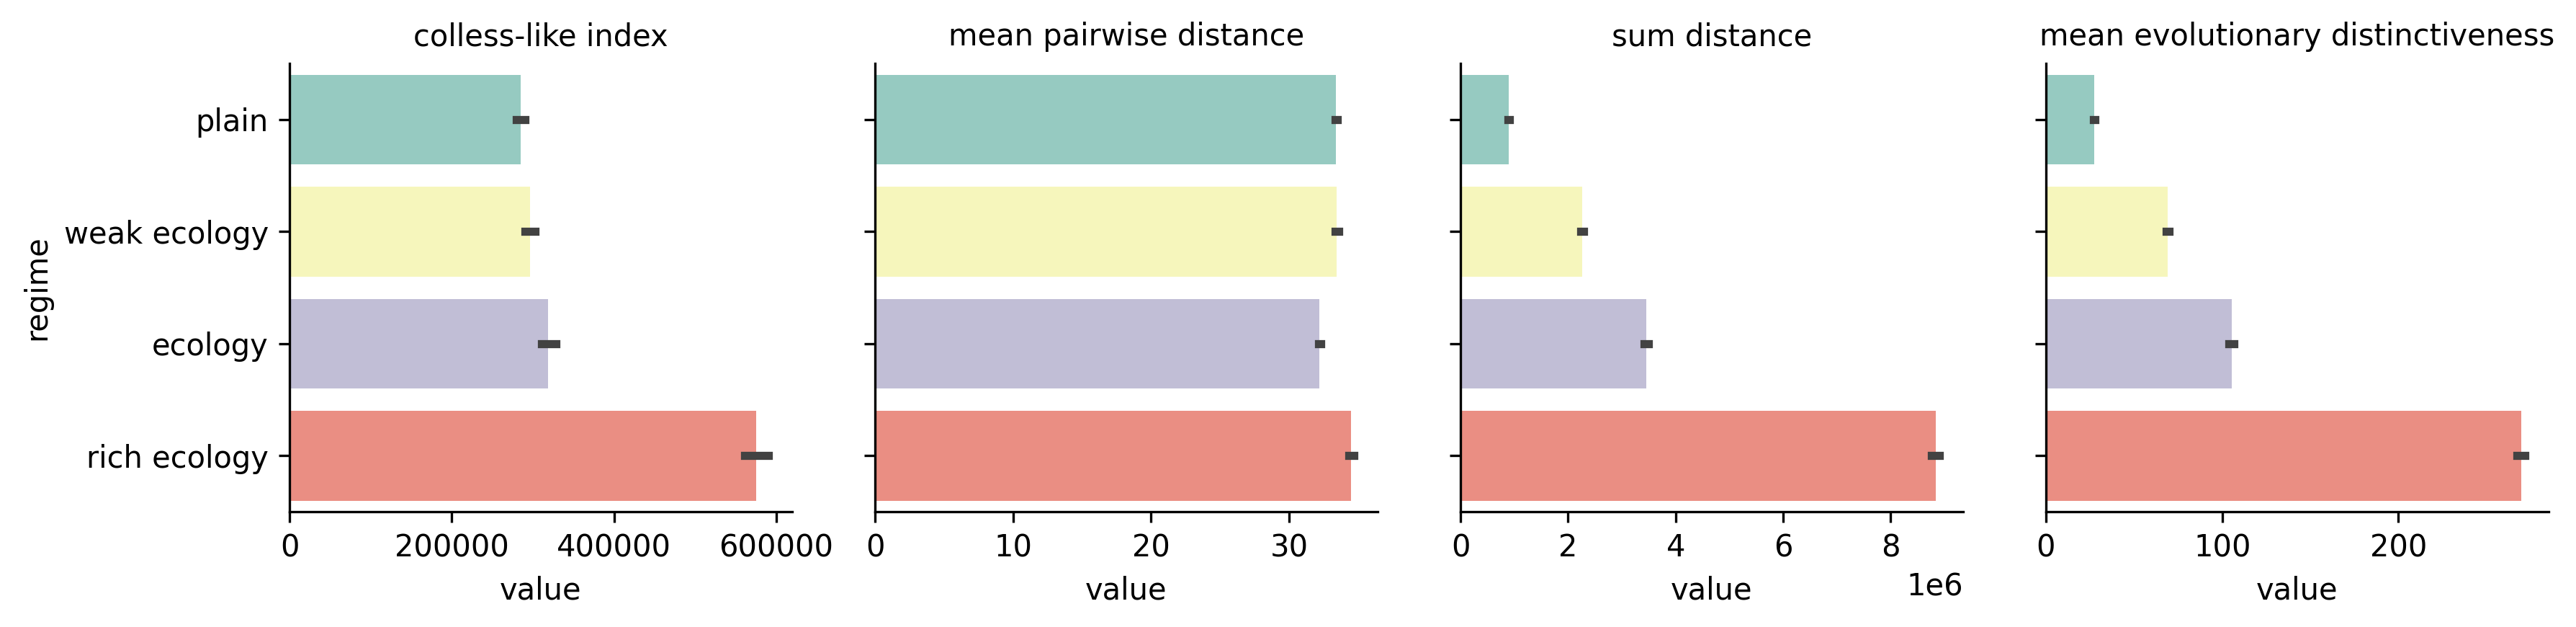 colless-like index
mean pairwise distance
sum distance
mean evolutionary distinctiveness
regime
plain
weak ecology
ecology
rich ecology
0 200000 400000 600000
value
0 10 20 30
value
0 2 4 6 8
1e6
value
0 100 200
value